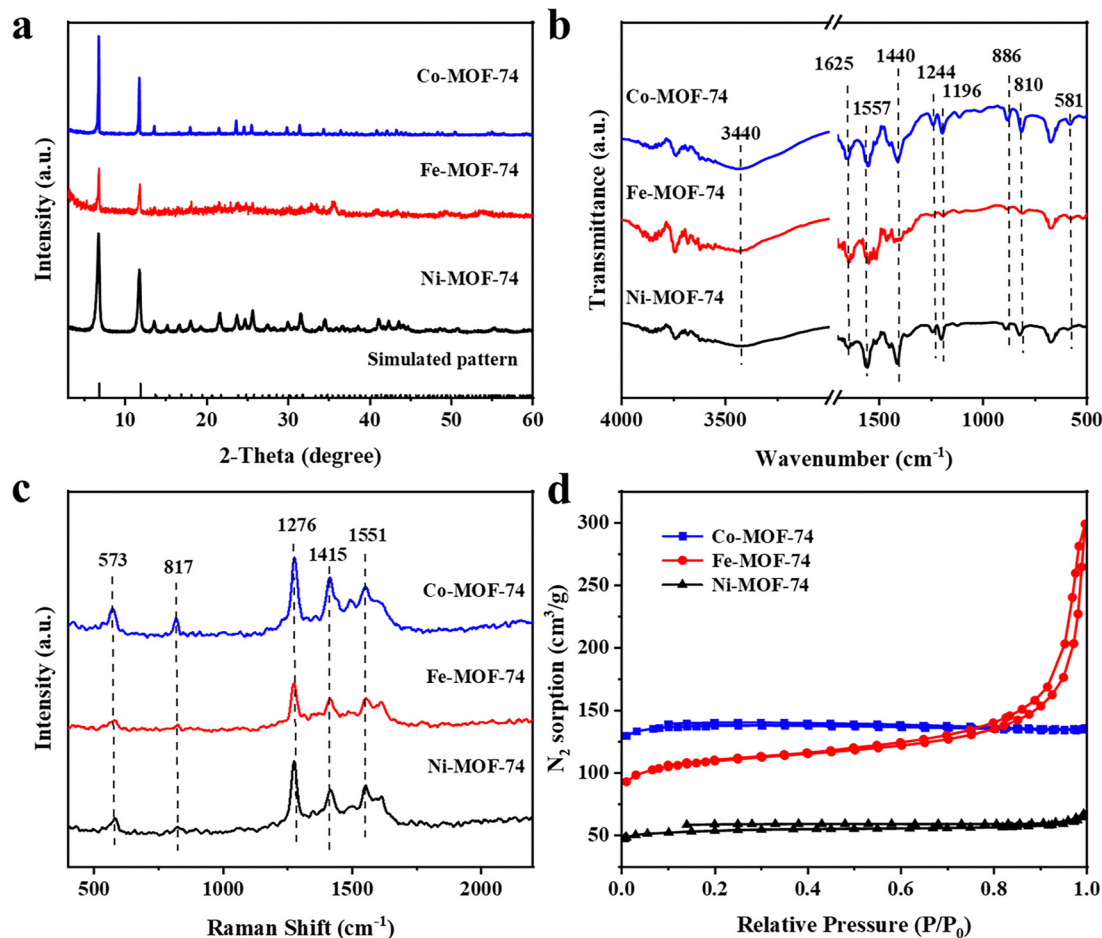 a
Co-MOF-74
Fe-MOF-74
Ni-MOF-74
Simulated pattern
Intensity (a.u.)
10 20 30 40 50 60
2-Theta (degree)
b
1625 1557 1440 1244 1196 886 810 581
3440
Co-MOF-74
Fe-MOF-74
Ni-MOF-74
Transmittance (a.u.)
4000 3500 1500 1000 500
Wavenumber (cm⁻¹)
c
573 817 1276 1415 1551
Co-MOF-74
Fe-MOF-74
Ni-MOF-74
Intensity (a.u.)
500 1000 1500 2000
Raman Shift (cm⁻¹)
d
Co-MOF-74
Fe-MOF-74
Ni-MOF-74
N₂ sorption (cm³/g)
300
250
200
150
100
50
0.0 0.2 0.4 0.6 0.8 1.0
Relative Pressure (P/P₀)